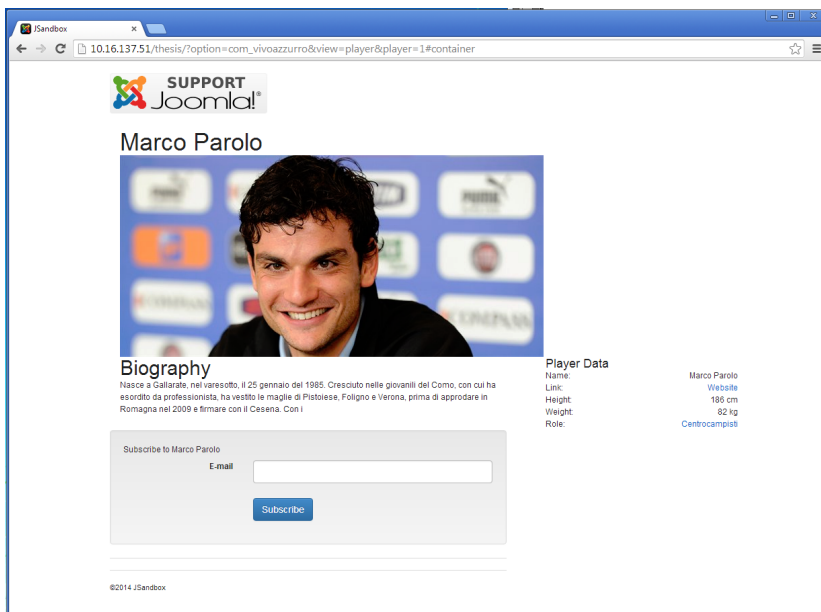 JSandbox
10.16.137.51/thesis/?option=com_vivoazzurro&view=player&player=1#container
SUPPORT
Joomla!®
Marco Parolo
PUMA
COMPASS
COMPASS
Biography
Nasce a Gallarate, nel varesotto, il 25 gennaio del 1985. Cresciuto nelle giovanili del Como, con cui ha
esordito da professionista, ha vestito le maglie di Pistoiese, Foligno e Verona, prima di approdare in
Romagna nel 2009 e firmare con il Cesena. Con i
Player Data
Name: Marco Parolo
Link: Website
Height: 186 cm
Weight: 82 kg
Role: Centrocampisti
Subscribe to Marco Parolo
E-mail
Subscribe
©2014 JSandbox